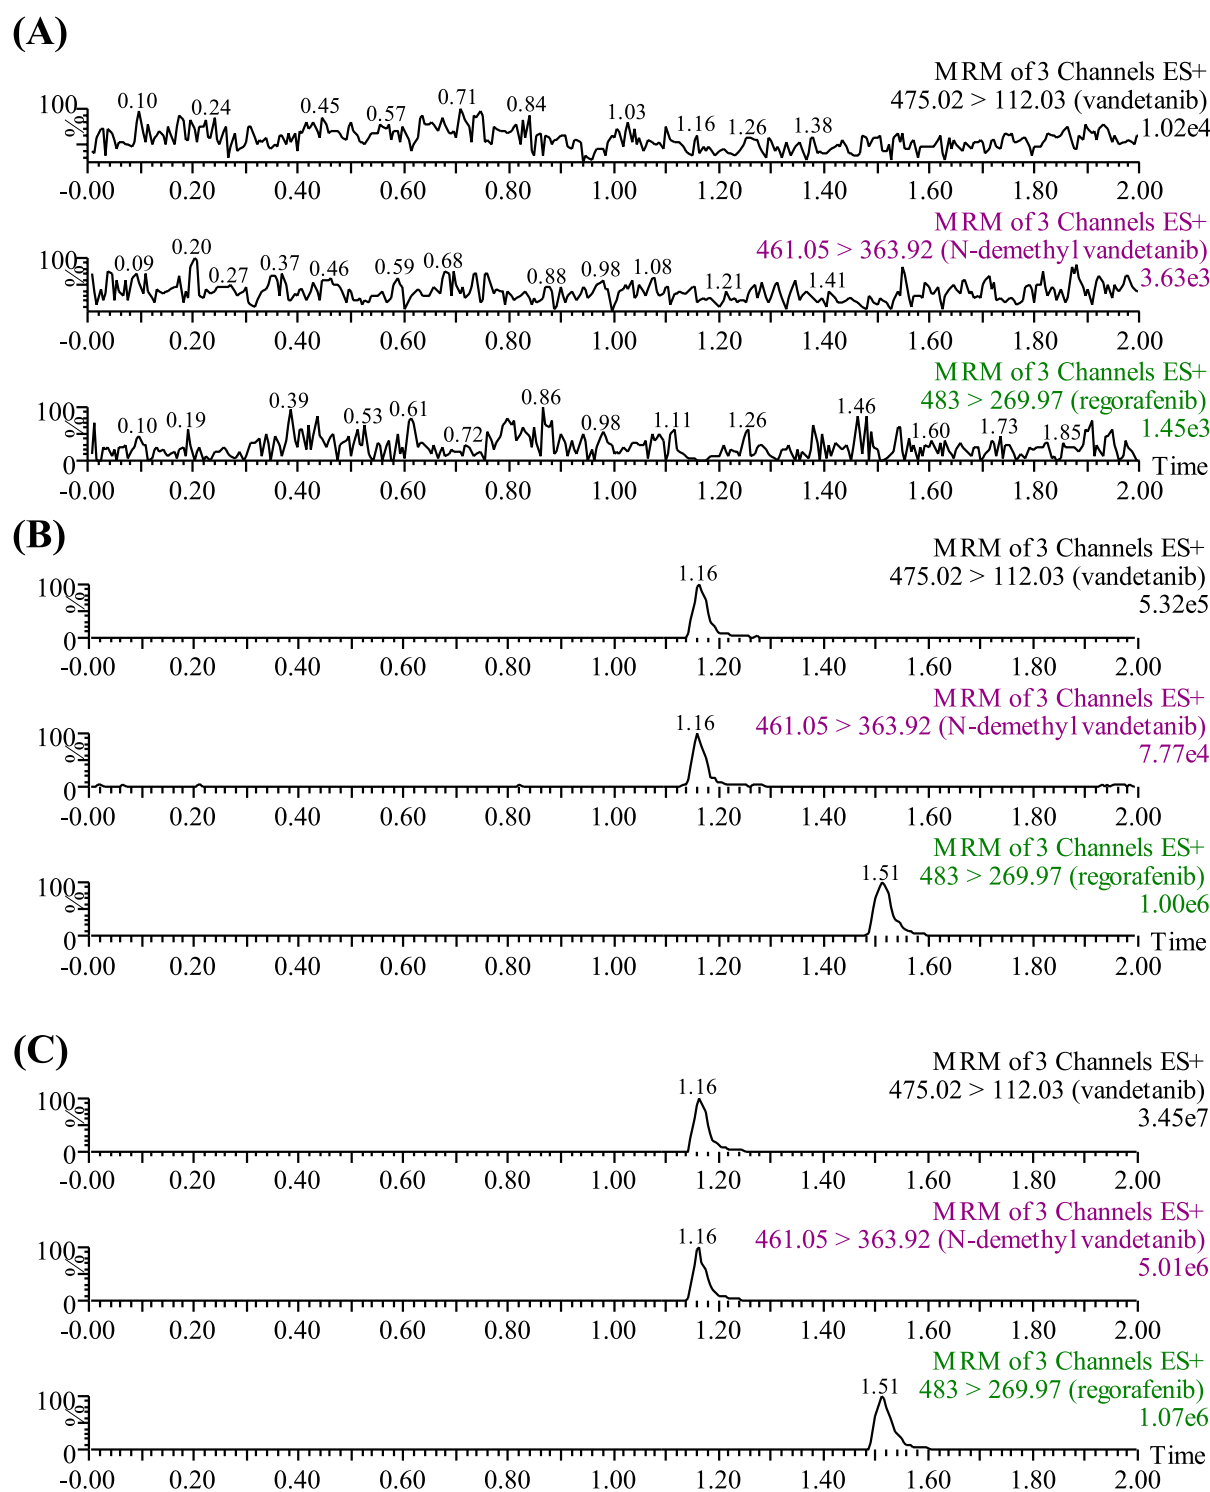 (A)
MRM of 3 Channels ES+
475.02 > 112.03 (vandetanib)
1.02e4
100
%
0.10 0.24 0.45 0.57 0.71 0.84 1.03 1.16 1.26 1.38
-0.00 0.20 0.40 0.60 0.80 1.00 1.20 1.40 1.60 1.80 2.00
MRM of 3 Channels ES+
461.05 > 363.92 (N-demethyl vandetanib)
3.63e3
100
%
0.09 0.20 0.27 0.37 0.46 0.59 0.68 0.88 0.98 1.08 1.21 1.41
-0.00 0.20 0.40 0.60 0.80 1.00 1.20 1.40 1.60 1.80 2.00
MRM of 3 Channels ES+
483 > 269.97 (regorafenib)
1.45e3
100
%
0
0.10 0.19 0.39 0.53 0.61 0.72 0.86 0.98 1.11 1.26 1.46 1.60 1.73 1.85
Time
-0.00 0.20 0.40 0.60 0.80 1.00 1.20 1.40 1.60 1.80 2.00
(B)
MRM of 3 Channels ES+
475.02 > 112.03 (vandetanib)
5.32e5
1.16
100
%
0
-0.00 0.20 0.40 0.60 0.80 1.00 1.20 1.40 1.60 1.80 2.00
MRM of 3 Channels ES+
461.05 > 363.92 (N-demethyl vandetanib)
7.77e4
1.16
100
%
0
-0.00 0.20 0.40 0.60 0.80 1.00 1.20 1.40 1.60 1.80 2.00
MRM of 3 Channels ES+
483 > 269.97 (regorafenib)
1.00e6
1.51
100
%
0
Time
-0.00 0.20 0.40 0.60 0.80 1.00 1.20 1.40 1.60 1.80 2.00
(C)
MRM of 3 Channels ES+
475.02 > 112.03 (vandetanib)
3.45e7
1.16
100
%
0
-0.00 0.20 0.40 0.60 0.80 1.00 1.20 1.40 1.60 1.80 2.00
MRM of 3 Channels ES+
461.05 > 363.92 (N-demethyl vandetanib)
5.01e6
1.16
100
%
0
-0.00 0.20 0.40 0.60 0.80 1.00 1.20 1.40 1.60 1.80 2.00
MRM of 3 Channels ES+
483 > 269.97 (regorafenib)
1.07e6
1.51
100
%
0
Time
-0.00 0.20 0.40 0.60 0.80 1.00 1.20 1.40 1.60 1.80 2.00